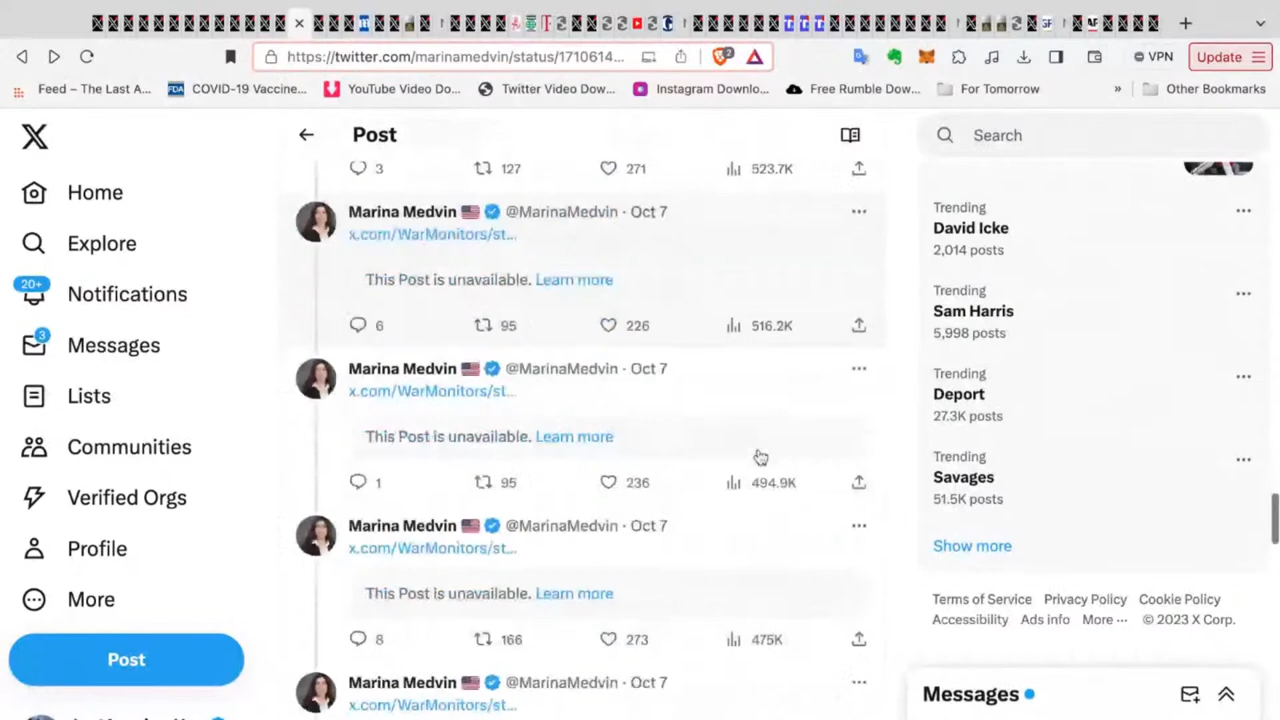 https://twitter.com/marinamedvin/status/1710614...
2
VPN
Update
Feed – The Last A...
FDA
COVID-19 Vaccine...
YouTube Video Do...
Twitter Video Dow...
Instagram Downlo...
Free Rumble Dow...
For Tomorrow
»
Other Bookmarks
X
Home
Explore
20+
Notifications
3
Messages
Lists
Communities
Verified Orgs
Profile
More
Post
Post
3 127 271 523.7K
Marina Medvin @MarinaMedvin · Oct 7
x.com/WarMonitors/st...
This Post is unavailable. Learn more
6 95 226 516.2K
Marina Medvin @MarinaMedvin · Oct 7
x.com/WarMonitors/st...
This Post is unavailable. Learn more
1 95 236 494.9K
Marina Medvin @MarinaMedvin · Oct 7
x.com/WarMonitors/st...
This Post is unavailable. Learn more
8 166 273 475K
Marina Medvin @MarinaMedvin · Oct 7
x.com/WarMonitors/st...
Search
Trending
David Icke
2,014 posts
Trending
Sam Harris
5,998 posts
Trending
Deport
27.3K posts
Trending
Savages
51.5K posts
Show more
Terms of Service Privacy Policy Cookie Policy
Accessibility Ads info More ··· © 2023 X Corp.
Messages